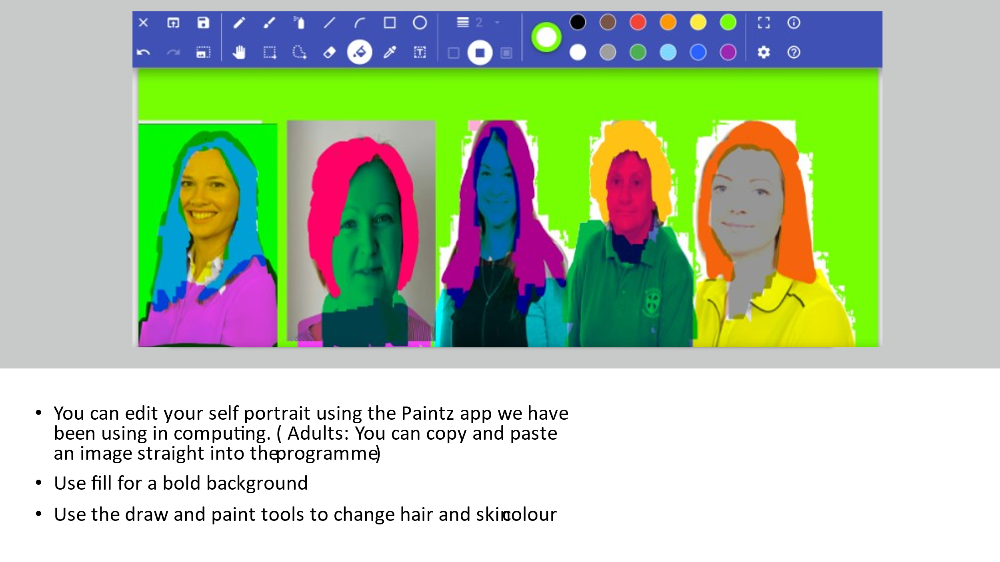 2
• You can edit your self portrait using the Paintz app we have
been using in computing. ( Adults: You can copy and paste
an image straight into the programme)
• Use fill for a bold background
• Use the draw and paint tools to change hair and skin colour